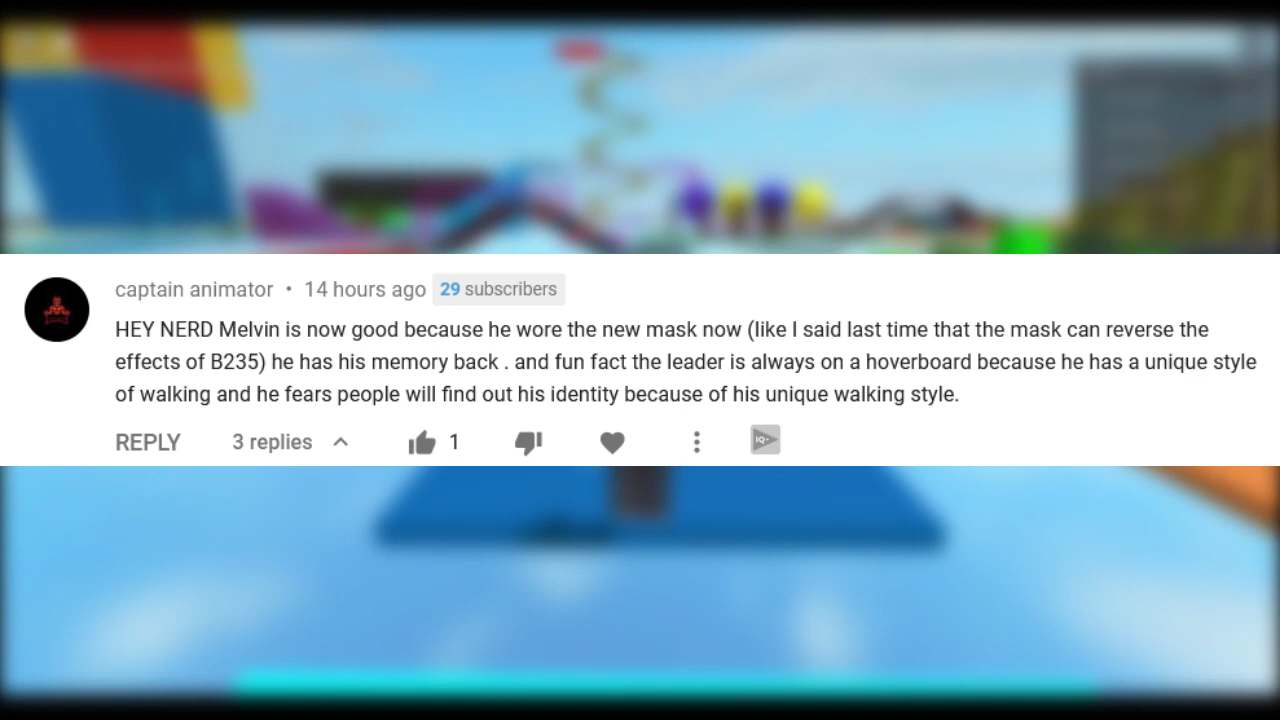 captain animator • 14 hours ago 29 subscribers
HEY NERD Melvin is now good because he wore the new mask now (like I said last time that the mask can reverse the
effects of B235) he has his memory back . and fun fact the leader is always on a hoverboard because he has a unique style
of walking and he fears people will find out his identity because of his unique walking style.
REPLY 3 replies 1 IQ